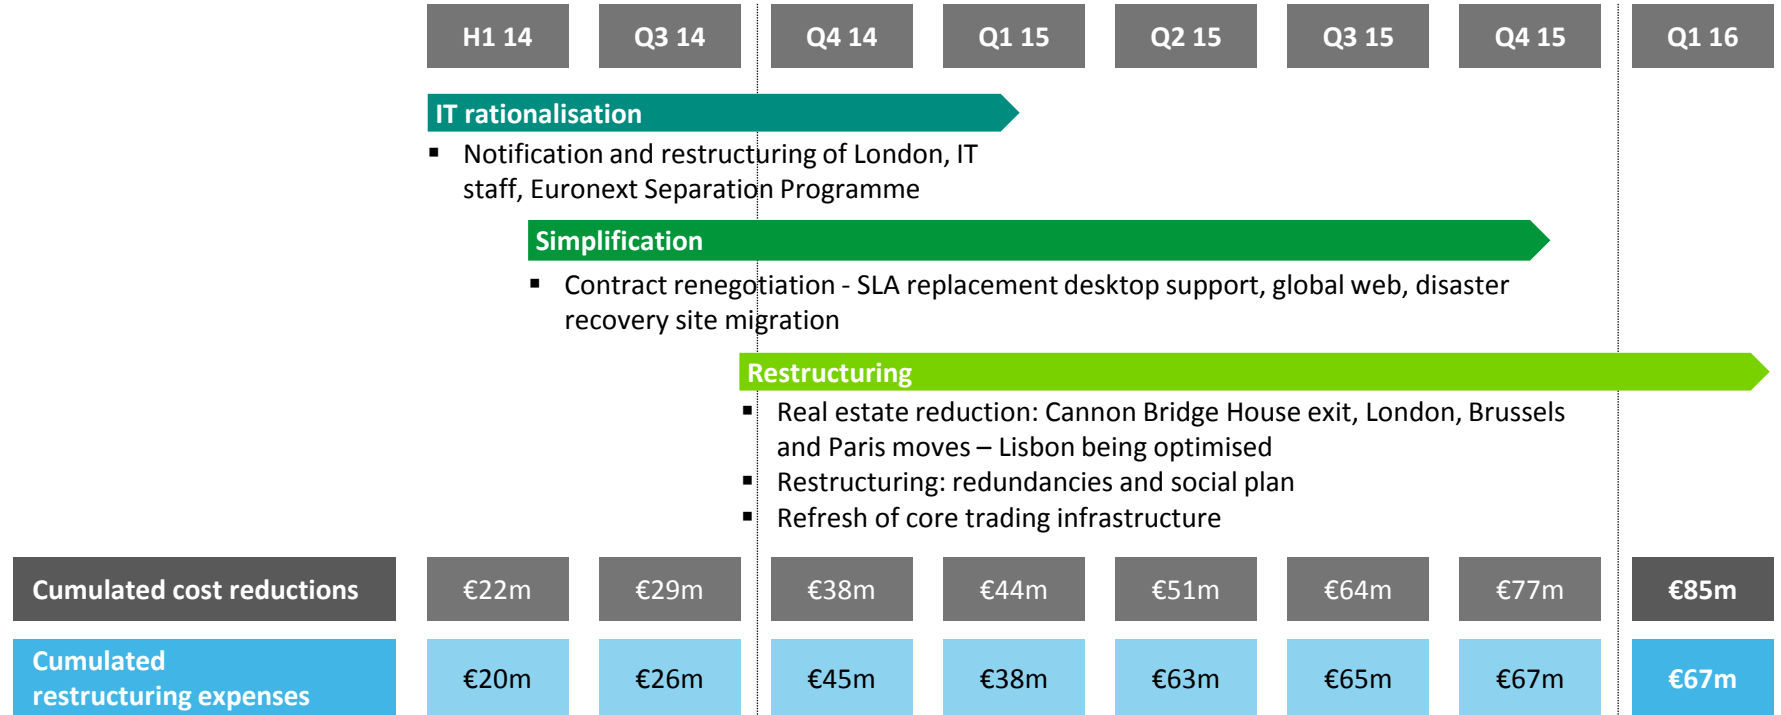 H1 14 Q3 14 Q4 14 Q1 15 Q2 15 Q3 15 Q4 15 Q1 16
IT rationalisation
▪ Notification and restructuring of London, IT
staff, Euronext Separation Programme
Simplification
▪ Contract renegotiation - SLA replacement desktop support, global web, disaster
recovery site migration
Restructuring
▪ Real estate reduction: Cannon Bridge House exit, London, Brussels
and Paris moves – Lisbon being optimised
▪ Restructuring: redundancies and social plan
▪ Refresh of core trading infrastructure
Cumulated cost reductions €22m €29m €38m €44m €51m €64m €77m €85m
Cumulated
restructuring expenses €20m €26m €45m €38m €63m €65m €67m €67m